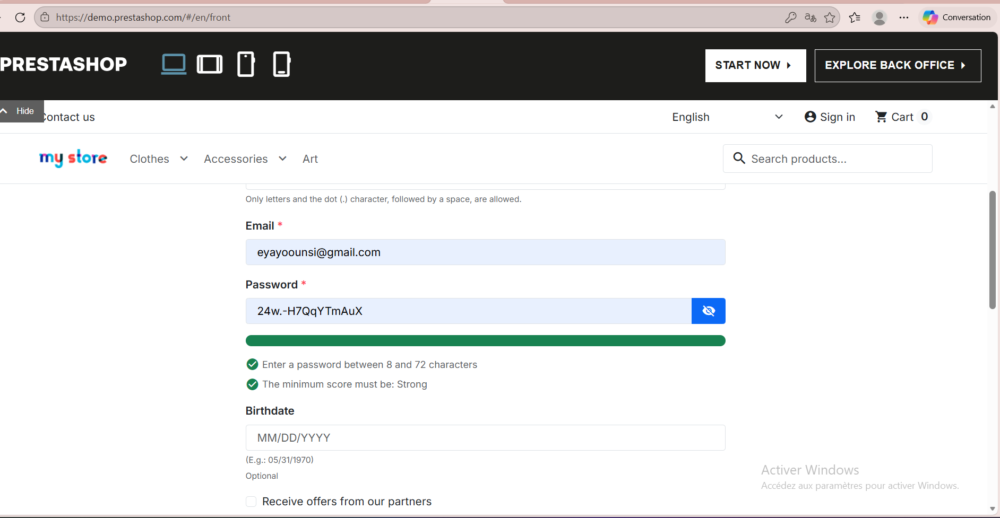 https://demo.prestashop.com/#/en/front
Conversation
PRESTASHOP
START NOW
EXPLORE BACK OFFICE
Hide
Contact us
English
Sign in
Cart 0
my store
Clothes
Accessories
Art
Search products...
Only letters and the dot (.) character, followed by a space, are allowed.
Email *
eyayoounsi@gmail.com
Password *
24w.-H7QqYTmAuX
Enter a password between 8 and 72 characters
The minimum score must be: Strong
Birthdate
MM/DD/YYYY
(E.g.: 05/31/1970)
Optional
Receive offers from our partners
Activer Windows
Accédez aux paramètres pour activer Windows.